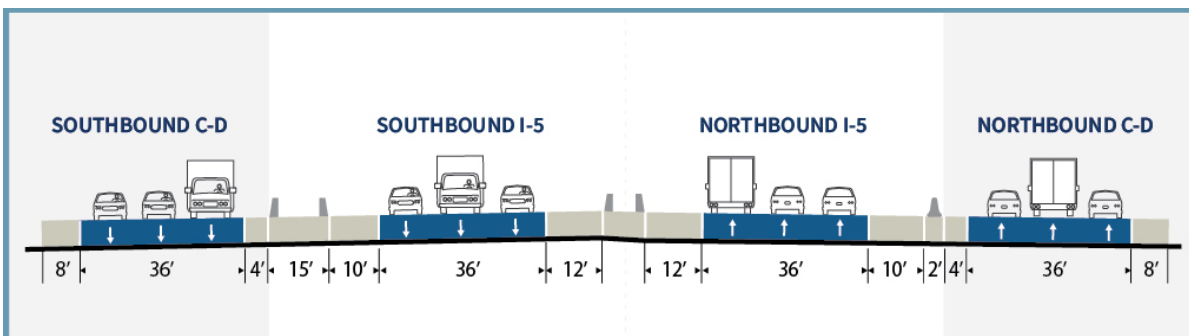 SOUTHBOUND C-D
SOUTHBOUND I-5
NORTHBOUND I-5
NORTHBOUND C-D
8’ 36’ 4’ 15’ 10’ 36’ 12’ 12’ 36’ 10’ 2’ 4’ 36’ 8’